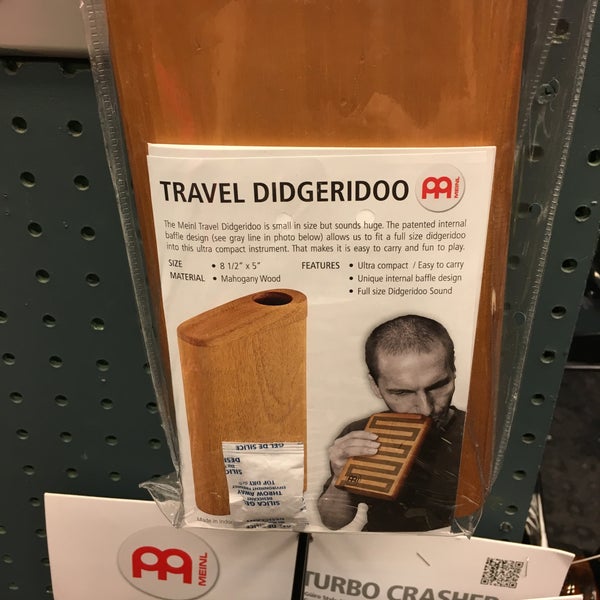 TRAVEL DIDGERIDOO
MEINL
The Meinl Travel Didgeridoo is small in size but sounds huge. The patented internal
baffle design (see gray line in photo below) allows us to fit a full size didgeridoo
into this ultra compact instrument. That makes it is easy to carry and fun to play.
SIZE • 8 1/2" x 5"
MATERIAL • Mahogany Wood
FEATURES • Ultra compact / Easy to carry
• Unique internal baffle design
• Full size Didgeridoo Sound
GEL DE SILICE
SILICA GEL
THROW AWAY
TOP DRY
Made in Indo
MEINL
TURBO CRASHER